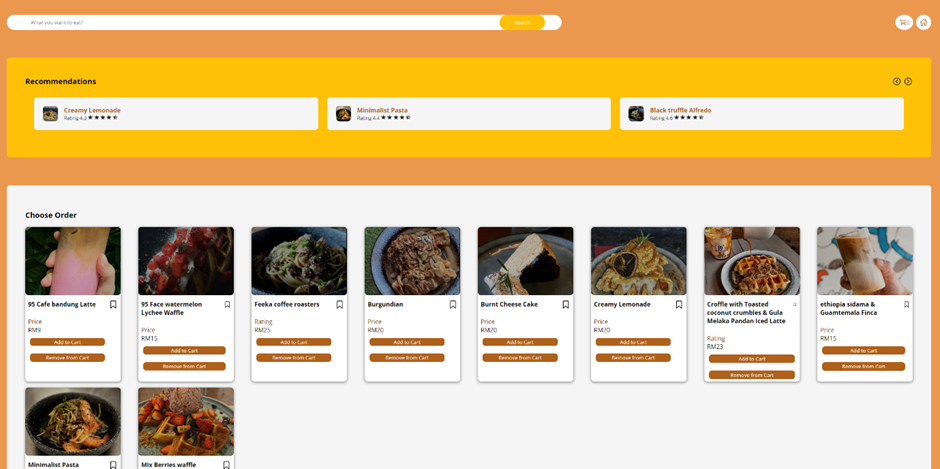 What you want to eat?
Search
0
Recommendations
Creamy Lemonade
Rating 4.3
Minimalist Pasta
Rating 4.4
Black truffle Alfredo
Rating 4.6
Choose Order
95 Cafe bandung Latte
Price
RM9
Add to Cart
Remove from Cart
95 Face watermelon
Lychee Waffle
Price
RM15
Add to Cart
Remove from Cart
Feeka coffee roasters
Rating
RM25
Add to Cart
Remove from Cart
Burgundian
Price
RM20
Add to Cart
Remove from Cart
Burnt Cheese Cake
Price
RM20
Add to Cart
Remove from Cart
Creamy Lemonade
Price
RM20
Add to Cart
Remove from Cart
Croffle with Toasted
coconut crumbles & Gula
Melaka Pandan Iced Latte
Rating
RM23
Add to Cart
Remove from Cart
ethiopia sidama &
Guamtemala Finca
Price
RM15
Add to Cart
Remove from Cart
Minimalist Pasta
Mix Berries waffle